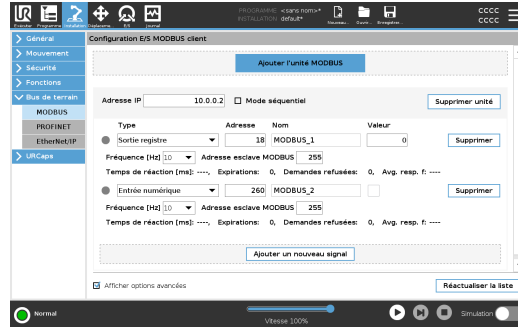 PROGRAMME <sans nom>*
INSTALLATION default*
Exécuter Programme Installation Déplacem. E/S Journal Nouveau... Ouvrir... Enregistrer...
CCCC
CCCC
Général
Configuration E/S MODBUS client
Mouvement
Sécurité
Fonctions
Bus de terrain
MODBUS
PROFINET
EtherNet/IP
URCaps
Ajouter l'unité MODBUS
Adresse IP 10.0.0.2 Mode séquentiel Supprimer unité
Type Adresse Nom Valeur
Sortie registre 18 MODBUS_1 0 Supprimer
Fréquence [Hz] 10 Adresse esclave MODBUS 255
Temps de réaction [ms]: ----, Expirations: 0, Demandes refusées: 0, Avg. resp. f: ----
Entrée numérique 260 MODBUS_2 Supprimer
Fréquence [Hz] 10 Adresse esclave MODBUS 255
Temps de réaction [ms]: ----, Expirations: 0, Demandes refusées: 0, Avg. resp. f: ----
Ajouter un nouveau signal
Afficher options avancées Réactualiser la liste
Normal
Vitesse 100%
Simulation